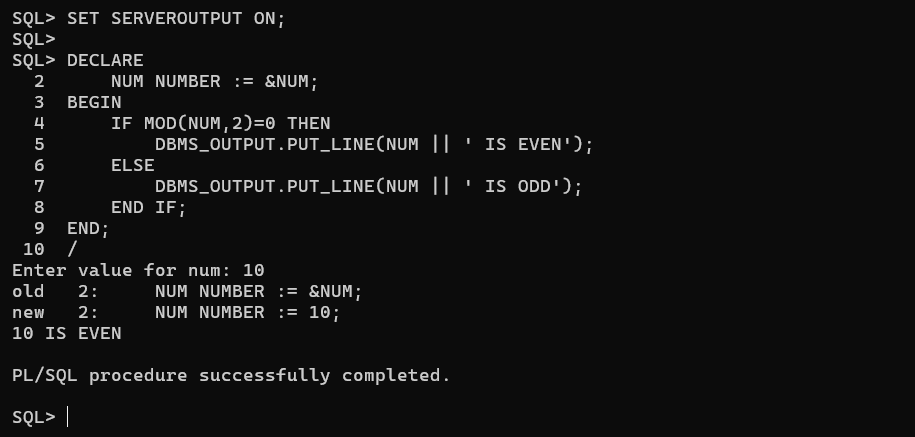 SQL> SET SERVEROUTPUT ON;
SQL>
SQL> DECLARE
  2      NUM NUMBER := &NUM;
  3  BEGIN
  4      IF MOD(NUM,2)=0 THEN
  5          DBMS_OUTPUT.PUT_LINE(NUM || ' IS EVEN');
  6      ELSE
  7          DBMS_OUTPUT.PUT_LINE(NUM || ' IS ODD');
  8      END IF;
  9  END;
 10  /
Enter value for num: 10
old   2:     NUM NUMBER := &NUM;
new   2:     NUM NUMBER := 10;
10 IS EVEN

PL/SQL procedure successfully completed.

SQL>